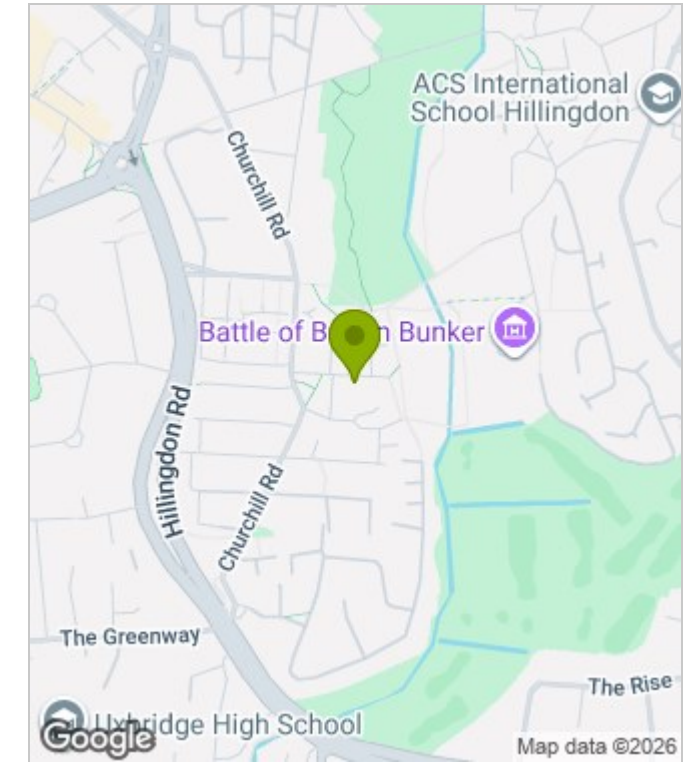 ACS International
School Hillingdon
Churchill Rd
Battle of B n Bunker
Hillingdon Rd
Churchill Rd
The Greenway
The Rise
Uxbridge High School
Google
Map data ©2026